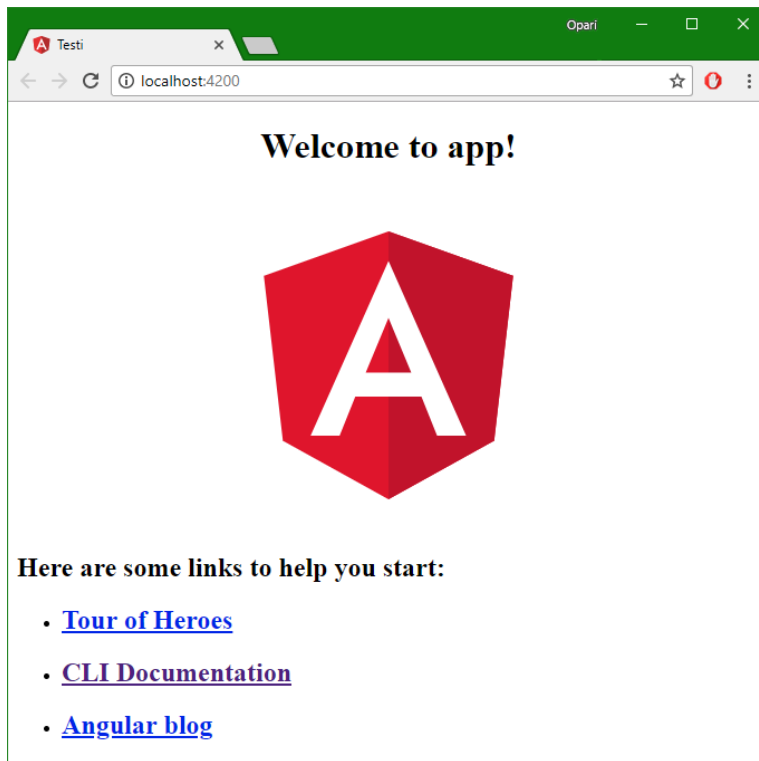 Opari
Testi
localhost:4200
Welcome to app!
A
Here are some links to help you start:
Tour of Heroes
CLI Documentation
Angular blog